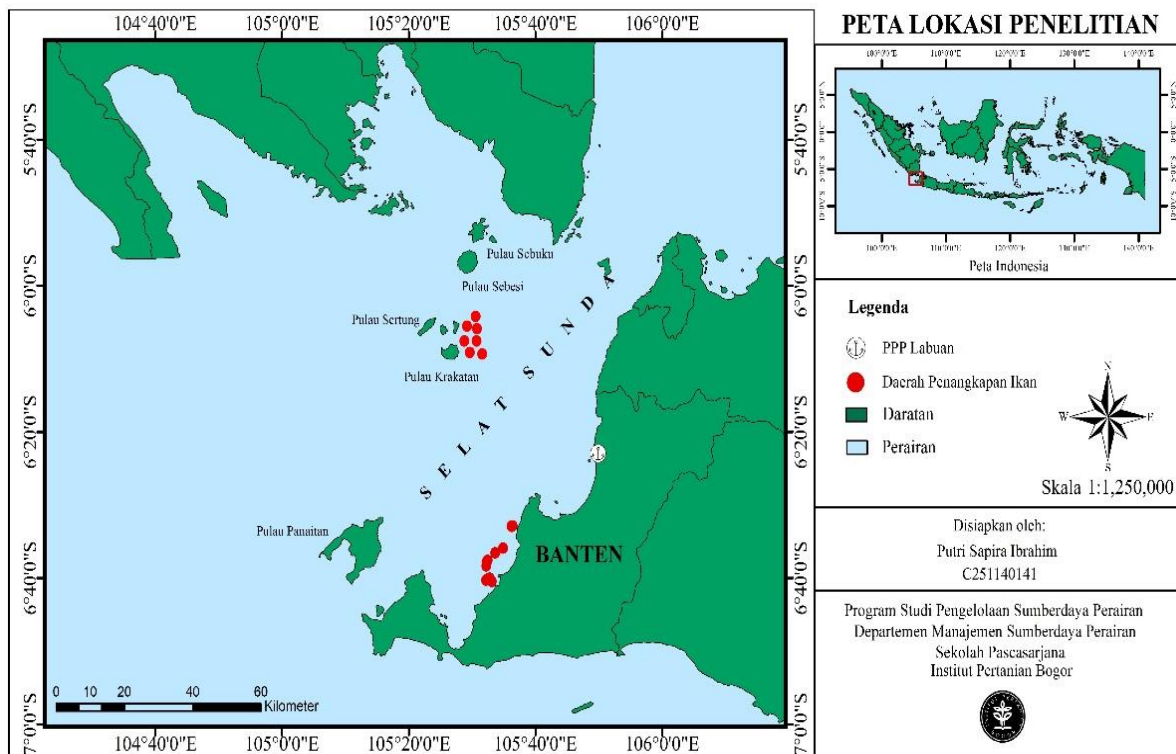 104°40'0"E 105°0'0"E 105°20'0"E 105°40'0"E 106°0'0"E
5°40'0"S
6°0'0"S
6°20'0"S
6°40'0"S
7°0'0"S
Pulau Sebuku
Pulau Sebesi
Pulau Sertung
Pulau Krakatau
SELAT SUNDA
Pulau Panaitan
BANTEN
0 10 20 40 60
Kilometer
5°40'0"S
6°0'0"S
6°20'0"S
6°40'0"S
7°0'0"S
104°40'0"E 105°0'0"E 105°20'0"E 105°40'0"E 106°0'0"E
PETA LOKASI PENELITIAN
Peta Indonesia
Legenda
PPP Labuan
Daerah Penangkapan Ikan
Daratan
Perairan
N
W E
S
Skala 1:1,250,000
Disiapkan oleh:
Putri Sapira Ibrahim
C251140141
Program Studi Pengelolaan Sumberdaya Perairan
Departemen Manajemen Sumberdaya Perairan
Sekolah Pascasarjana
Institut Pertanian Bogor